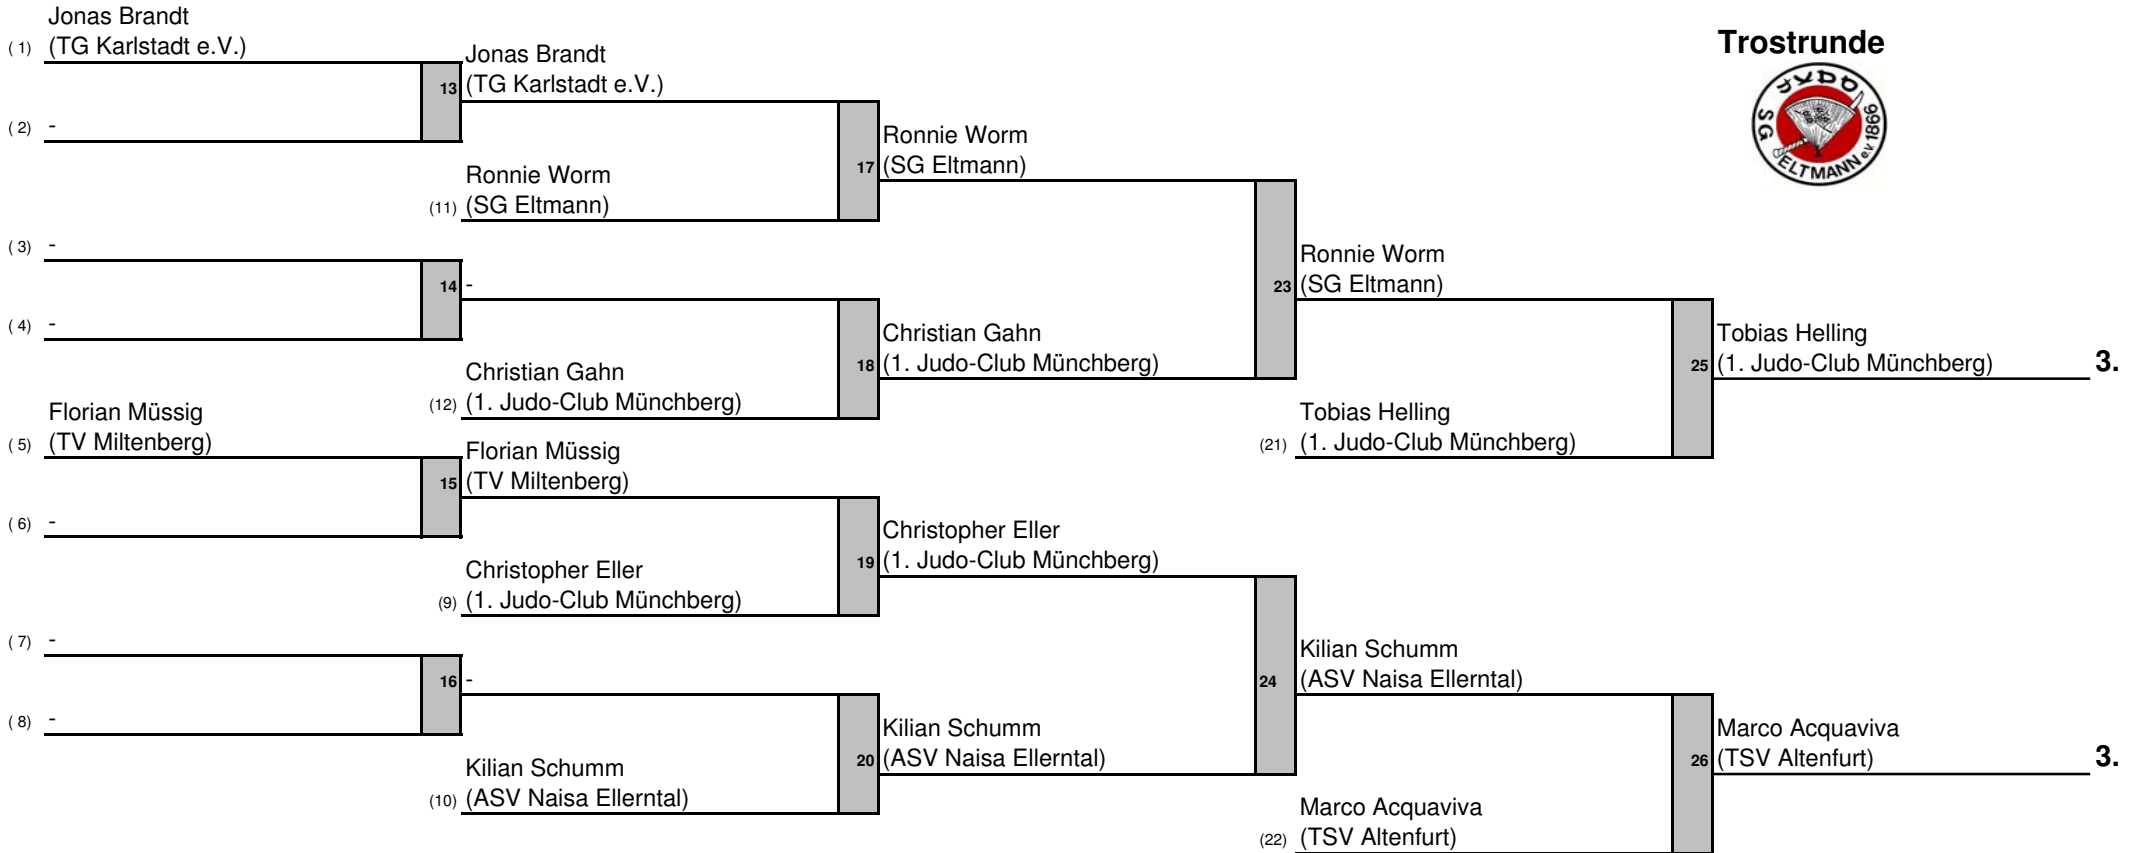 Jonas Brandt
( 1) (TG Karlstadt e.V.)
Jonas Brandt
13 (TG Karlstadt e.V.)
( 2) -
Ronnie Worm
17 (SG Eltmann)
Ronnie Worm
(11) (SG Eltmann)
( 3) -
Ronnie Worm
23 (SG Eltmann)
14 -
( 4) -
Christian Gahn
18 (1. Judo-Club Münchberg)
Tobias Helling
25 (1. Judo-Club Münchberg) 3.
Christian Gahn
(12) (1. Judo-Club Münchberg)
Florian Müssig
( 5) (TV Miltenberg)
Tobias Helling
(21) (1. Judo-Club Münchberg)
Florian Müssig
15 (TV Miltenberg)
( 6) -
Christopher Eller
19 (1. Judo-Club Münchberg)
Christopher Eller
(9) (1. Judo-Club Münchberg)
( 7) -
Kilian Schumm
24 (ASV Naisa Ellerntal)
16 -
( 8) -
Kilian Schumm
20 (ASV Naisa Ellerntal)
Marco Acquaviva
26 (TSV Altenfurt) 3.
Kilian Schumm
(10) (ASV Naisa Ellerntal)
Marco Acquaviva
(22) (TSV Altenfurt)
Trostrunde
JUDO
SG ELTMANN e.V. 1866